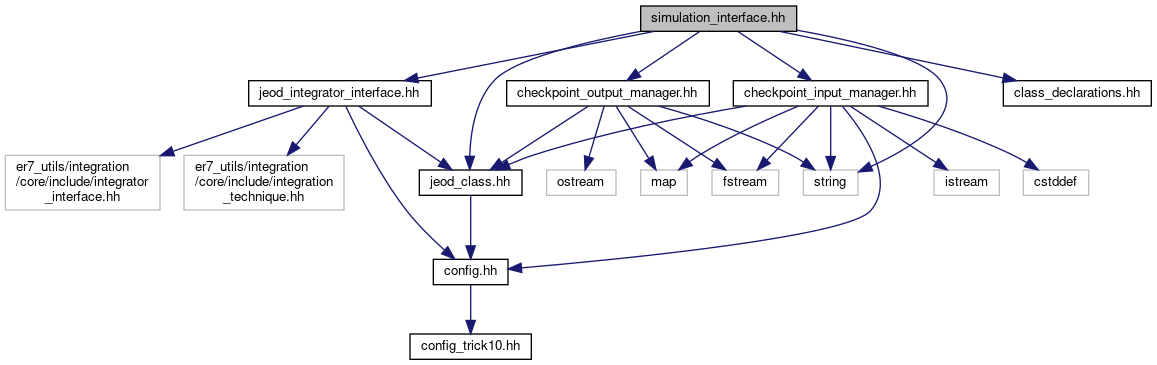 simulation_interface.hh
jeod_integrator_interface.hh
checkpoint_output_manager.hh
checkpoint_input_manager.hh
class_declarations.hh
er7_utils/integration
/core/include/integrator
_interface.hh
er7_utils/integration
/core/include/integration
_technique.hh
jeod_class.hh
ostream
map
fstream
string
istream
cstddef
config.hh
config_trick10.hh